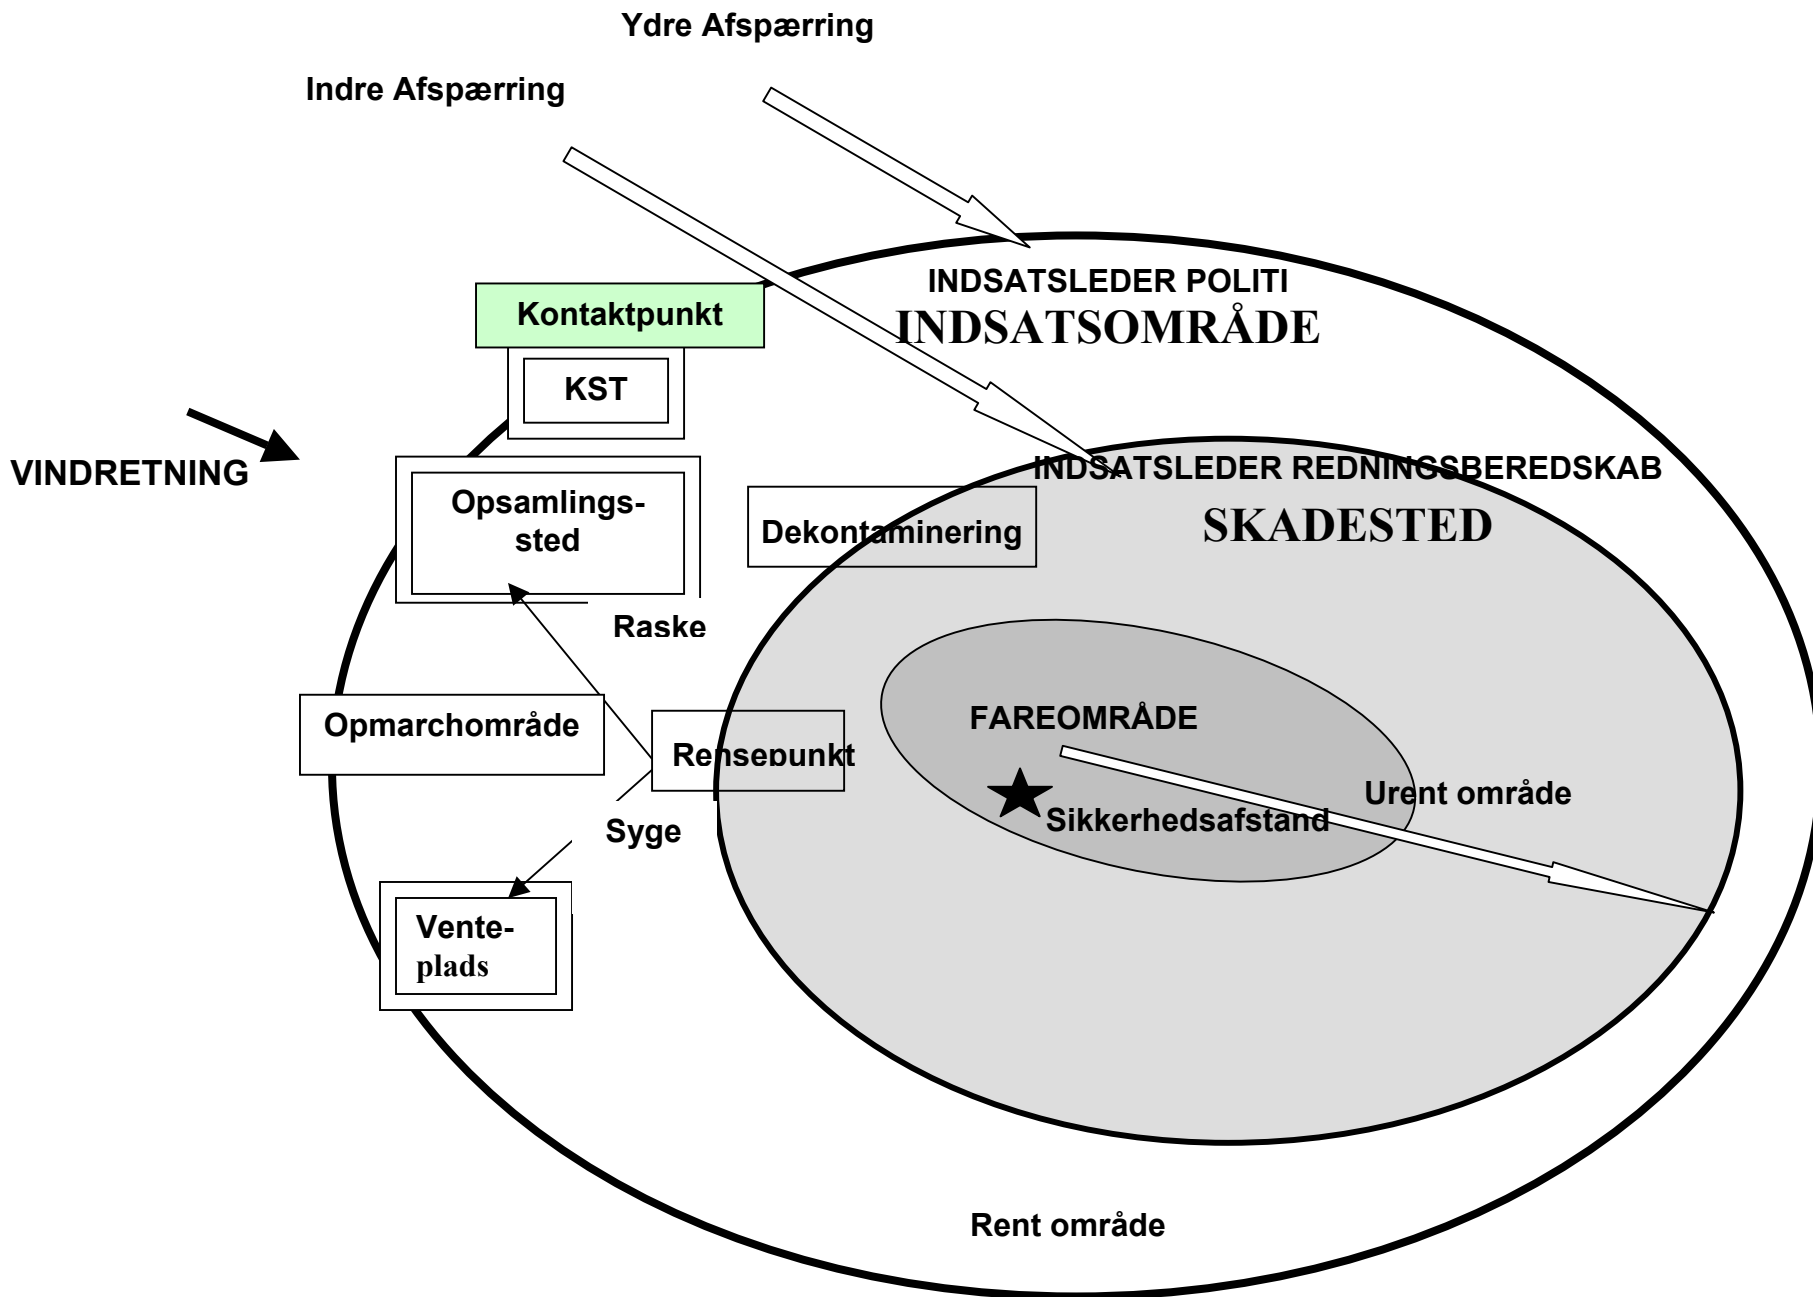 Ydre Afspærring
Indre Afspærring
INDSATSLEDER POLITI
INDSATSOMRÅDE
Kontaktpunkt
KST
VINDRETNING
INDSATSLEDER REDNINGSBEREDSKAB
SKADESTED
Opsamlings-
sted
Dekontaminering
Raske
Opmarchområde
Rensepunkt
FAREOMRÅDE
Urent område
Sikkerhedsafstand
Syge
Vente-
plads
Rent område